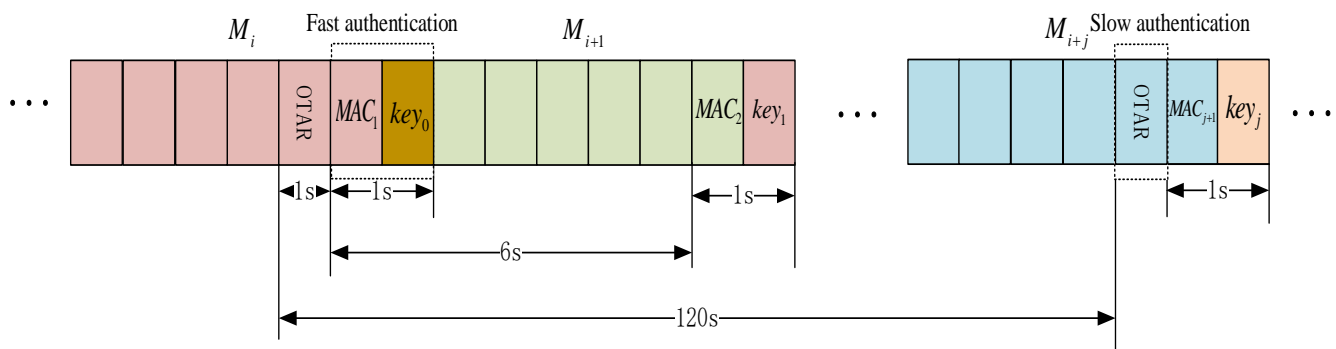 Fast authentication
M_i
M_{i+1}
M_{i+j} Slow authentication
... OTAR MAC_1 key_0 MAC_2 key_1 ... OTAR MAC_{j+1} key_j ...
1s 1s 1s 1s
6s
120s